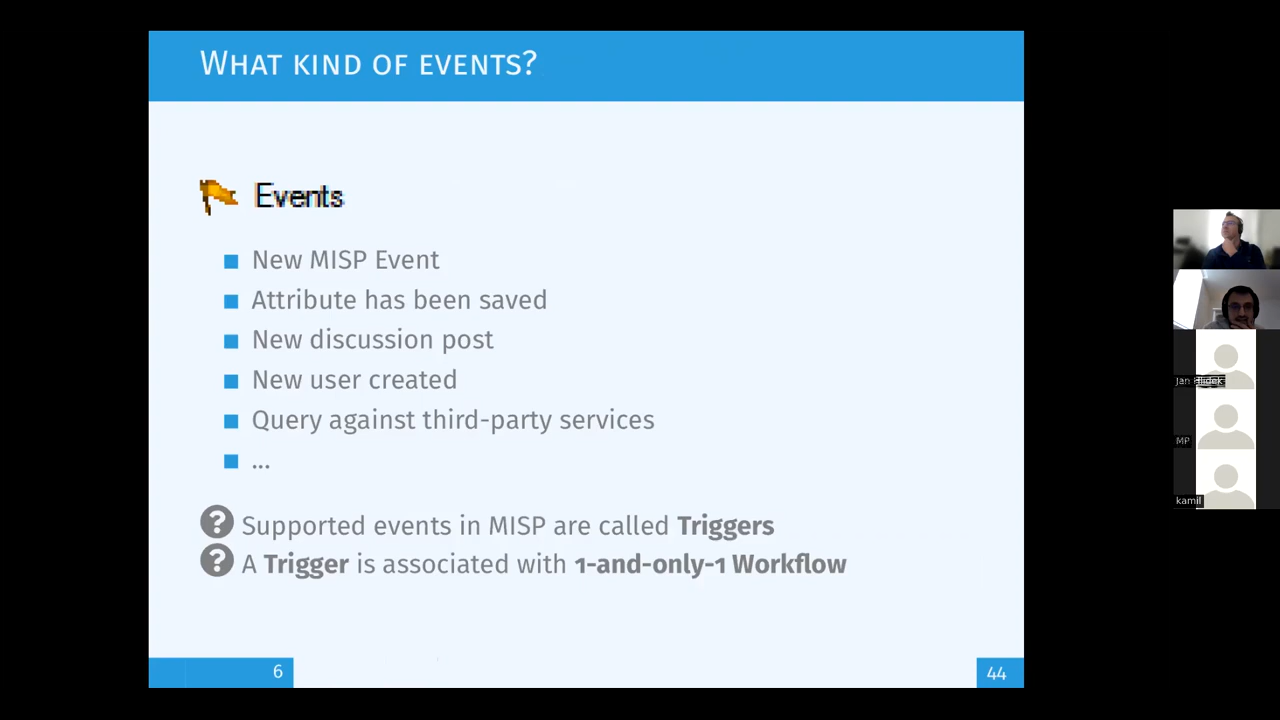 WHAT KIND OF EVENTS?
Events
New MISP Event
Attribute has been saved
New discussion post
New user created
Query against third-party services
...
Supported events in MISP are called Triggers
A Trigger is associated with 1-and-only-1 Workflow
6
44
Jan
MP
kamil